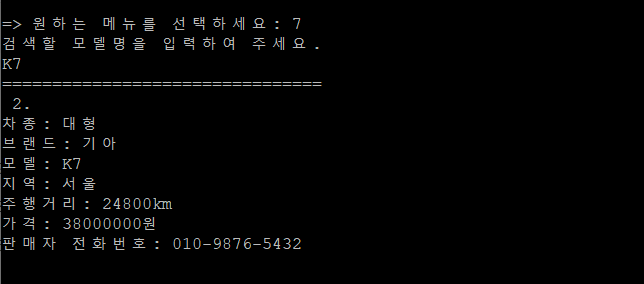 => 원하는 메뉴를 선택하세요: 7
검색할 모델명을 입력하여 주세요.
K7
================================
2.
차종: 대형
브랜드: 기아
모델: K7
지역: 서울
주행거리: 24800km
가격: 38000000원
판매자 전화번호: 010-9876-5432